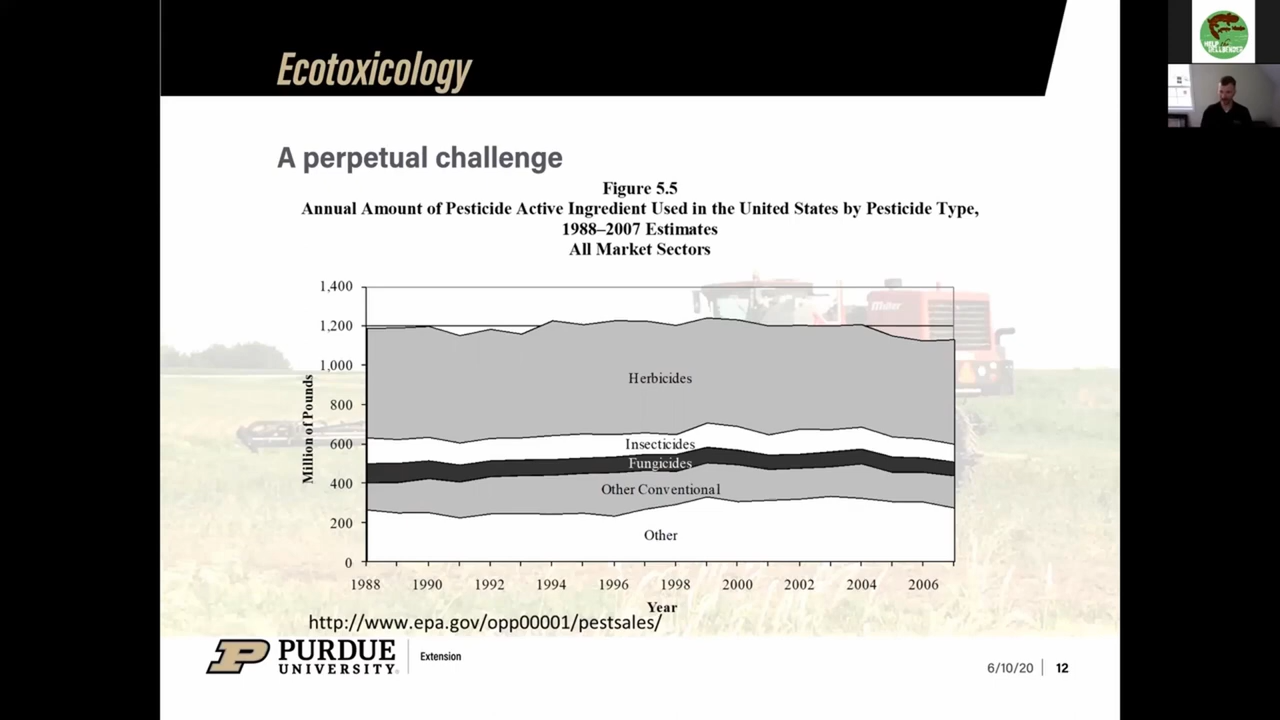 Ecotoxicology
A perpetual challenge
Figure 5.5
Annual Amount of Pesticide Active Ingredient Used in the United States by Pesticide Type,
1988–2007 Estimates
All Market Sectors
1,400
1,200
1,000
800
600
400
200
0
Million of Pounds
Herbicides
Insecticides
Fungicides
Other Conventional
Other
1988 1990 1992 1994 1996 1998 2000 2002 2004 2006
Year
http://www.epa.gov/opp00001/pestsales/
PURDUE
UNIVERSITY
Extension
6/10/20
12
HELP
HELLBENDER
Miller